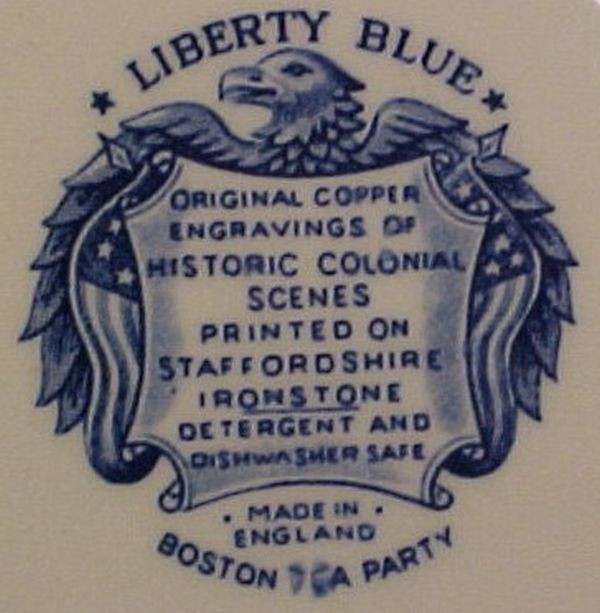 LIBERTY BLUE
ORIGINAL COPPER
ENGRAVINGS OF
HISTORIC COLONIAL
SCENES
PRINTED ON
STAFFORDSHIRE
IRONSTONE
DETERGENT AND
DISHWASHER SAFE
• MADE IN •
ENGLAND
BOSTON TEA PARTY